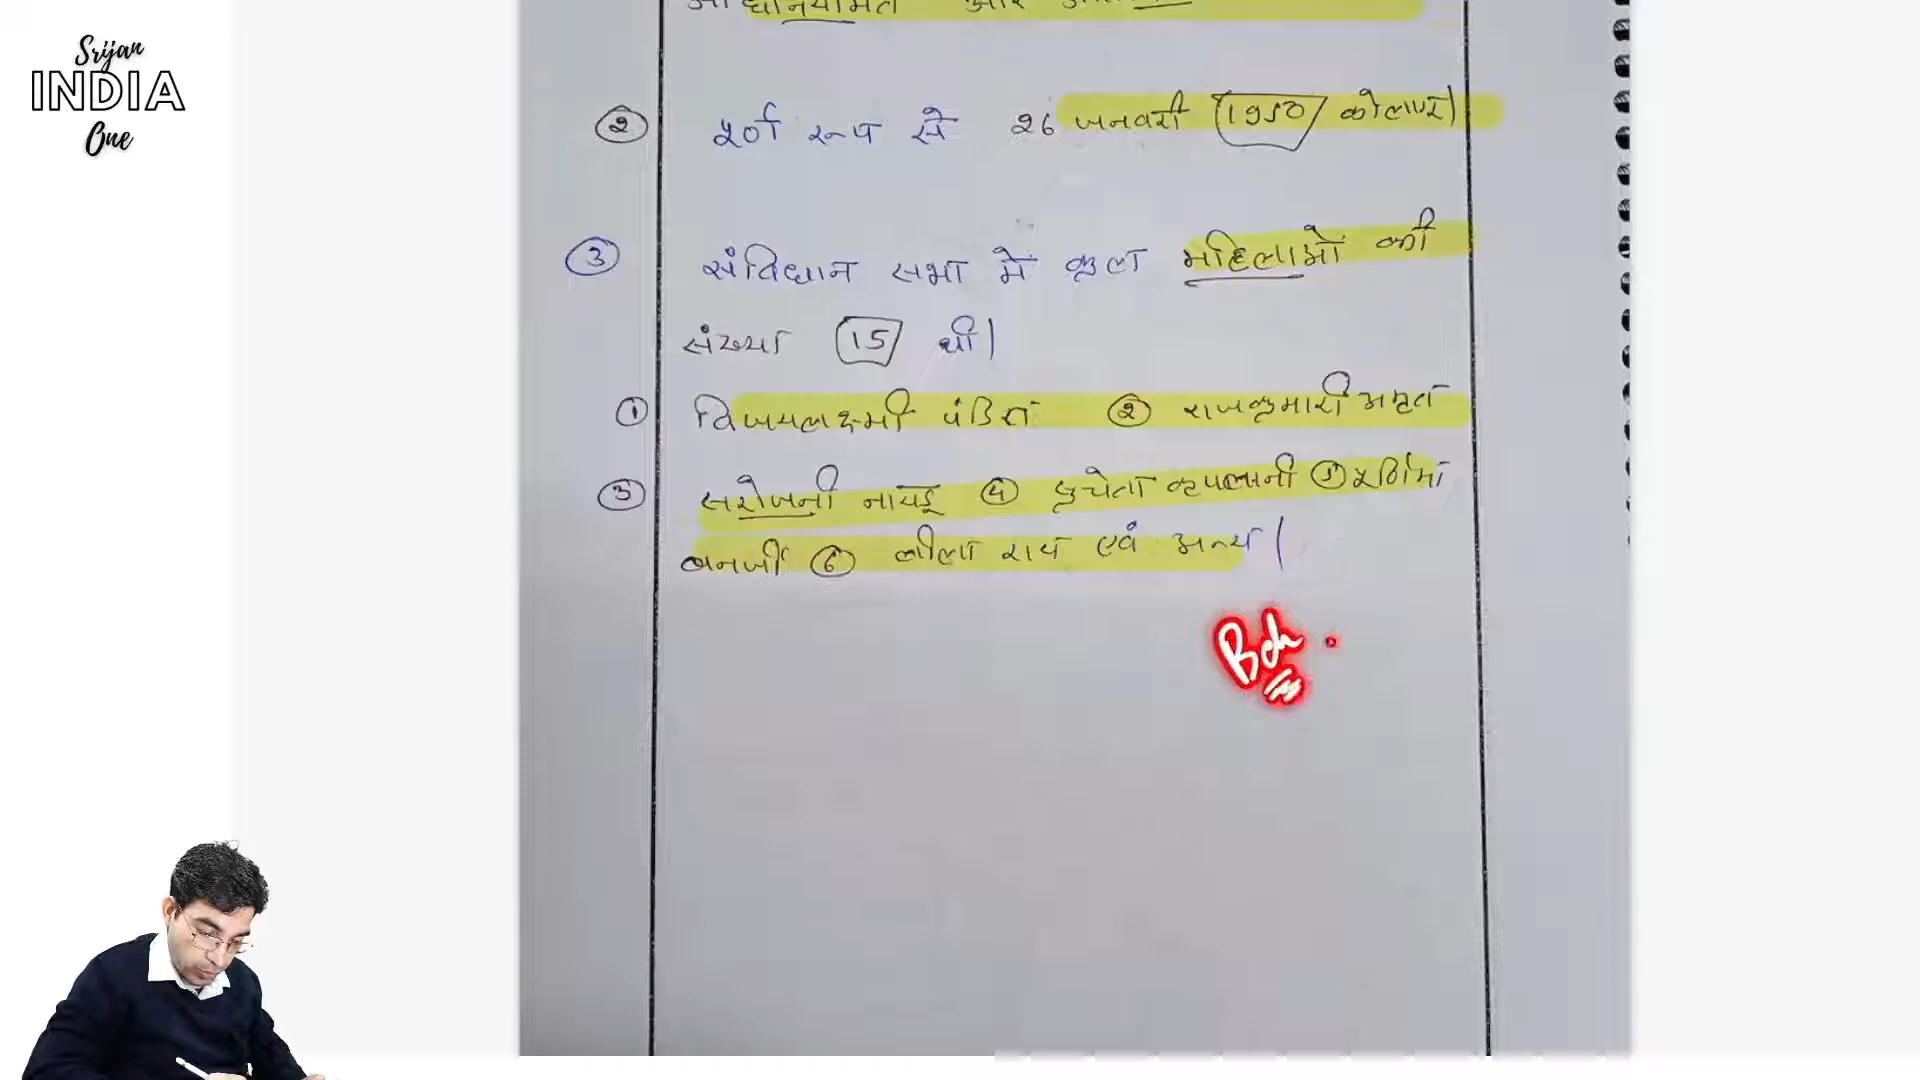 Srijan
INDIA
One
और
② पूर्ण रूप से 26 जनवरी 1950 को लागू।
③ संविधान सभा में कुल महिलाओं की
संख्या 15 थी।
① विजयलक्ष्मी पंडित ② राजकुमारी अमृत
③ सरोजनी नायडू ④ सुचेता कृपलानी ⑤ पूर्णिमा
बनर्जी ⑥ लीला राय एवं अन्य।